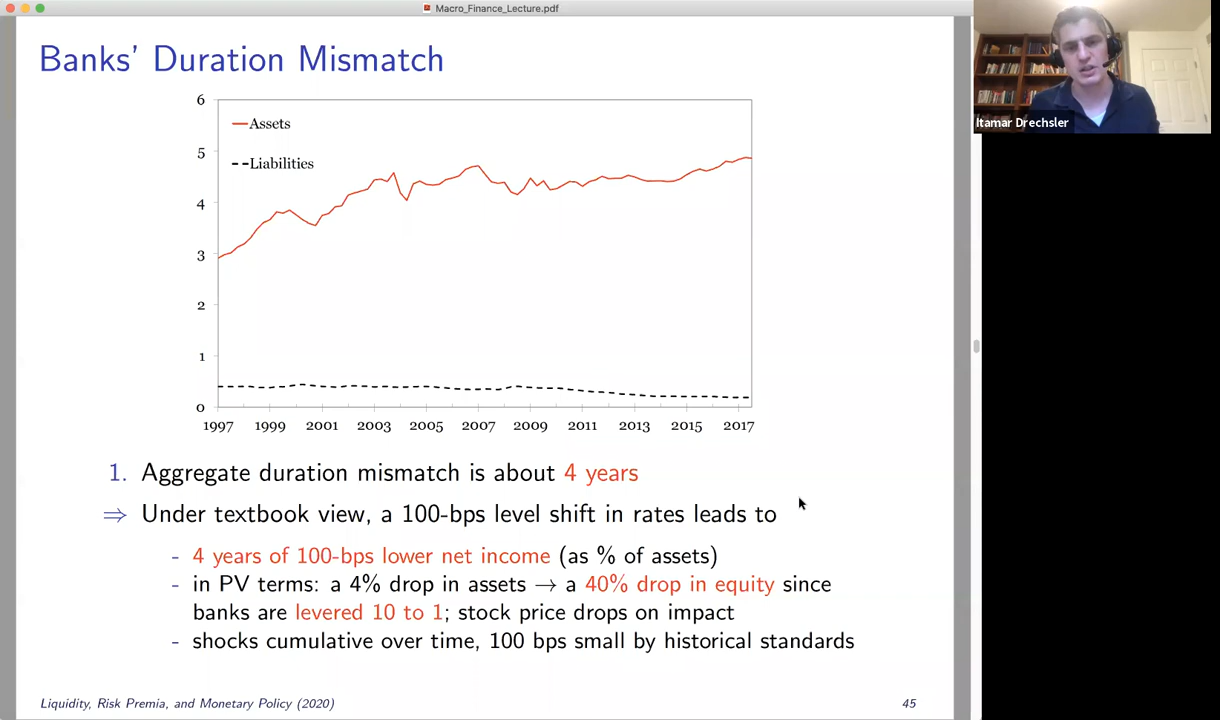 Macro_Finance_Lecture.pdf
Banks' Duration Mismatch
Itamar Drechsler
6
5
4
3
2
1
0
Assets
Liabilities
1997 1999 2001 2003 2005 2007 2009 2011 2013 2015 2017
1. Aggregate duration mismatch is about 4 years
⇒ Under textbook view, a 100-bps level shift in rates leads to
- 4 years of 100-bps lower net income (as % of assets)
- in PV terms: a 4% drop in assets → a 40% drop in equity since
banks are levered 10 to 1; stock price drops on impact
- shocks cumulative over time, 100 bps small by historical standards
Liquidity, Risk Premia, and Monetary Policy (2020)
45